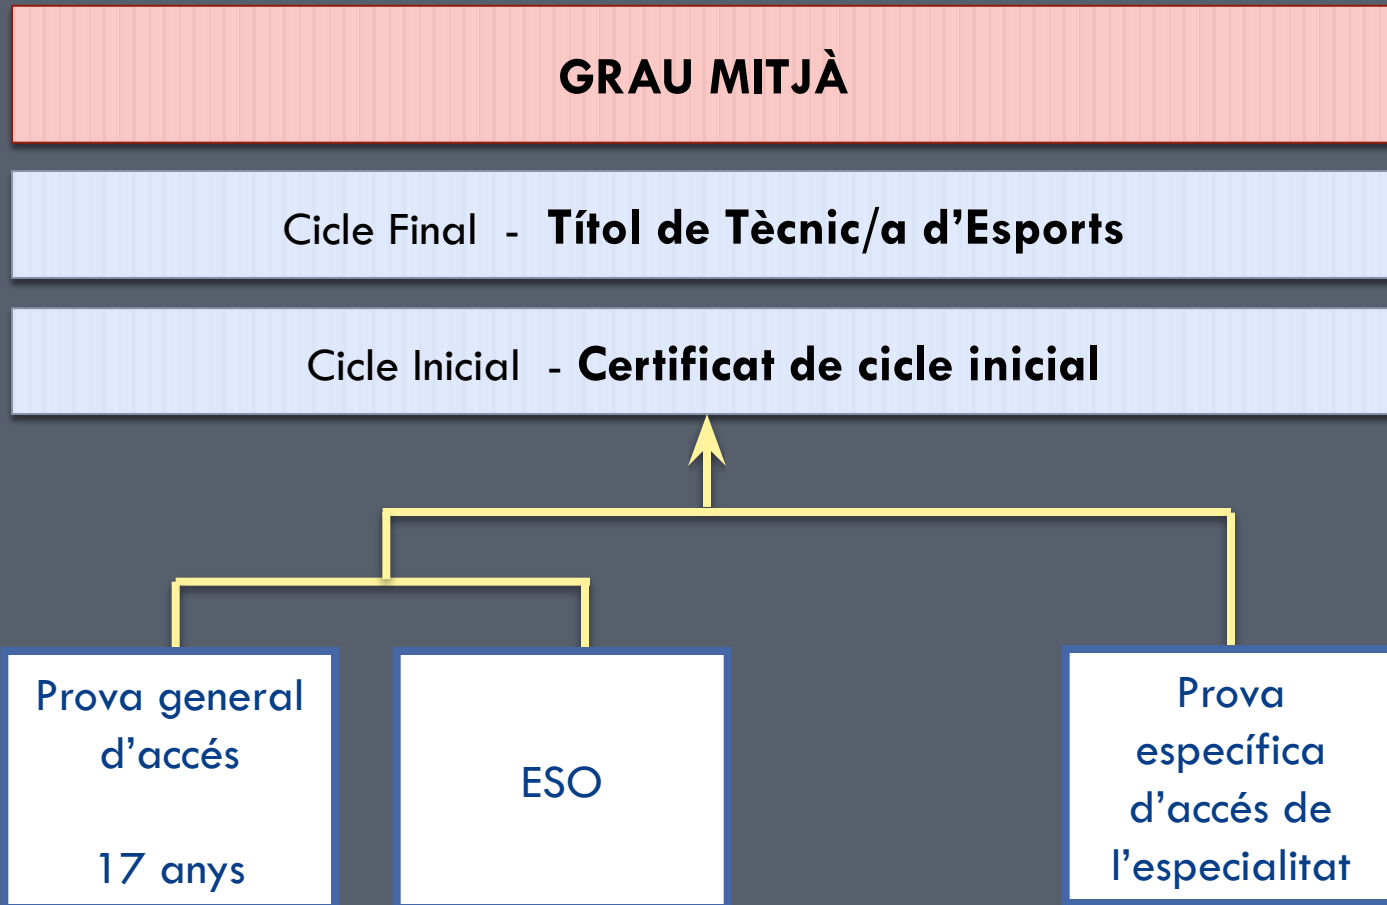 GRAU MITJÀ
Cicle Final - Títol de Tècnic/a d’Esports
Cicle Inicial - Certificat de cicle inicial
Prova general
d’accés
17 anys
ESO
Prova
específica
d’accés de
l’especialitat